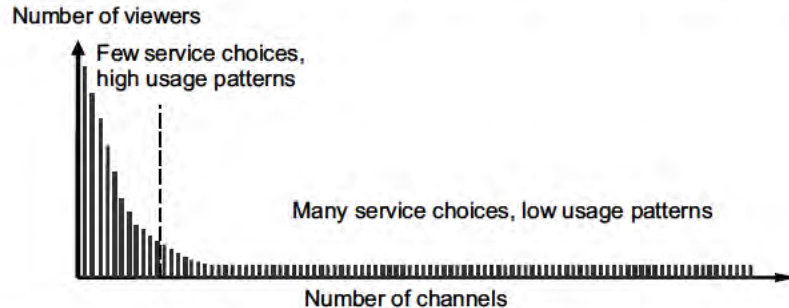 Number of viewers
Few service choices,
high usage patterns
Many service choices, low usage patterns
Number of channels